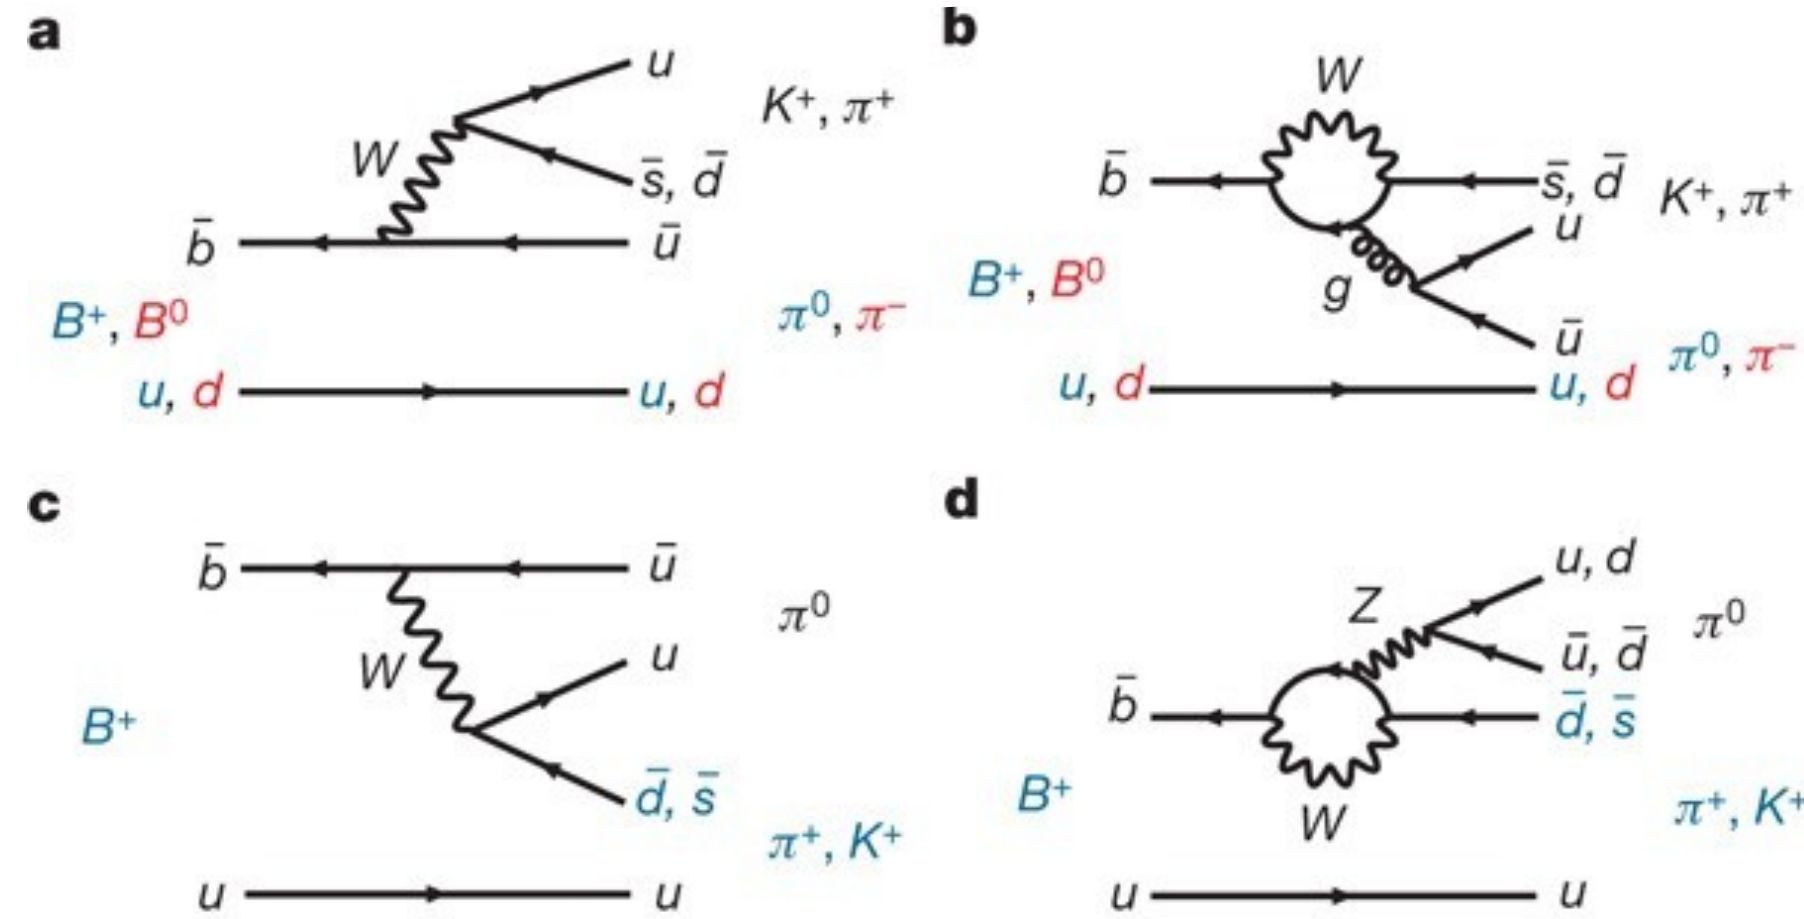 a
u
K⁺, π⁺
W
s̄, d̄
b̄
ū
B⁺, B⁰
π⁰, π⁻
u, d
u, d
b
W
b̄
s̄, d̄
K⁺, π⁺
u
B⁺, B⁰
g
ū
π⁰, π⁻
u, d
u, d
c
b̄
ū
π⁰
u
W
B⁺
d̄, s̄
π⁺, K⁺
u
u
d
u, d
Z
π⁰
ū, d̄
b̄
d̄, s̄
B⁺
π⁺, K⁺
W
u
u